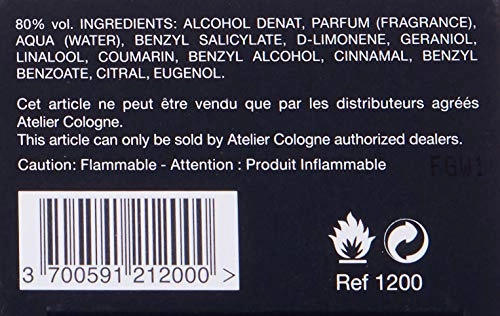 80% vol. INGREDIENTS: ALCOHOL DENAT, PARFUM (FRAGRANCE),
AQUA (WATER), BENZYL SALICYLATE, D-LIMONENE, GERANIOL,
LINALOOL, COUMARIN, BENZYL ALCOHOL, CINNAMAL, BENZYL
BENZOATE, CITRAL, EUGENOL.
Cet article ne peut être vendu que par les distributeurs agréés
Atelier Cologne.
This article can only be sold by Atelier Cologne authorized dealers.
Caution: Flammable - Attention : Produit Inflammable
3 700591 212000 >
Ref 1200